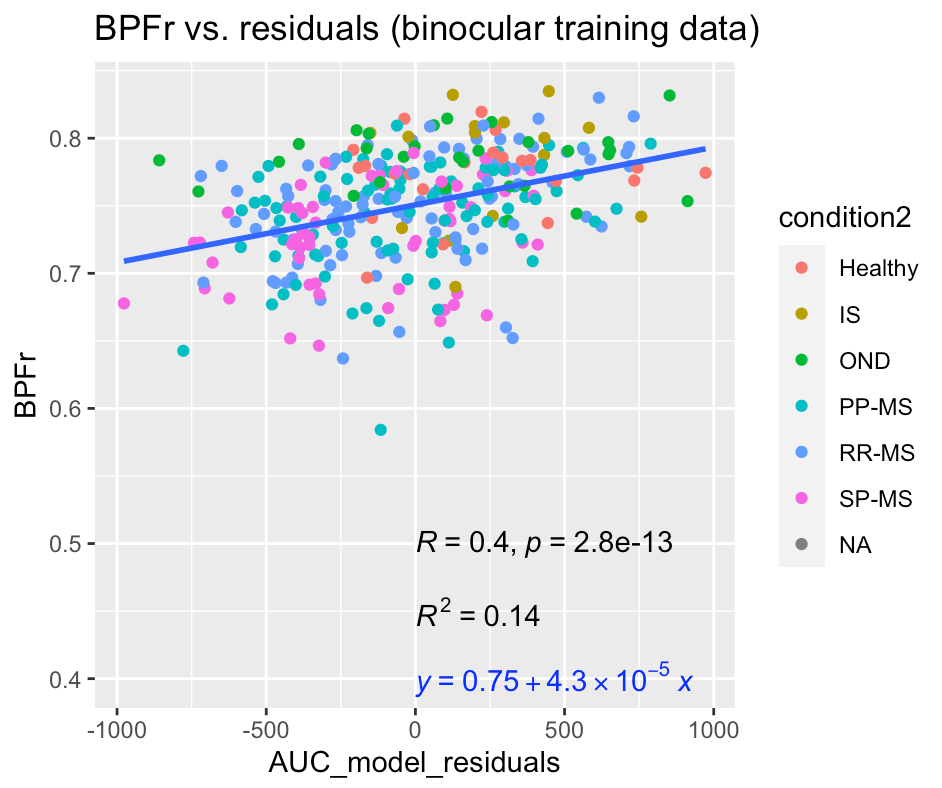 BPFr vs. residuals (binocular training data)
BPFr
0.8
0.7
0.6
0.5
0.4
R = 0.4, p = 2.8e-13
R² = 0.14
y = 0.75 + 4.3 × 10⁻⁵ x
-1000 -500 0 500 1000
AUC_model_residuals
condition2
Healthy
IS
OND
PP-MS
RR-MS
SP-MS
NA